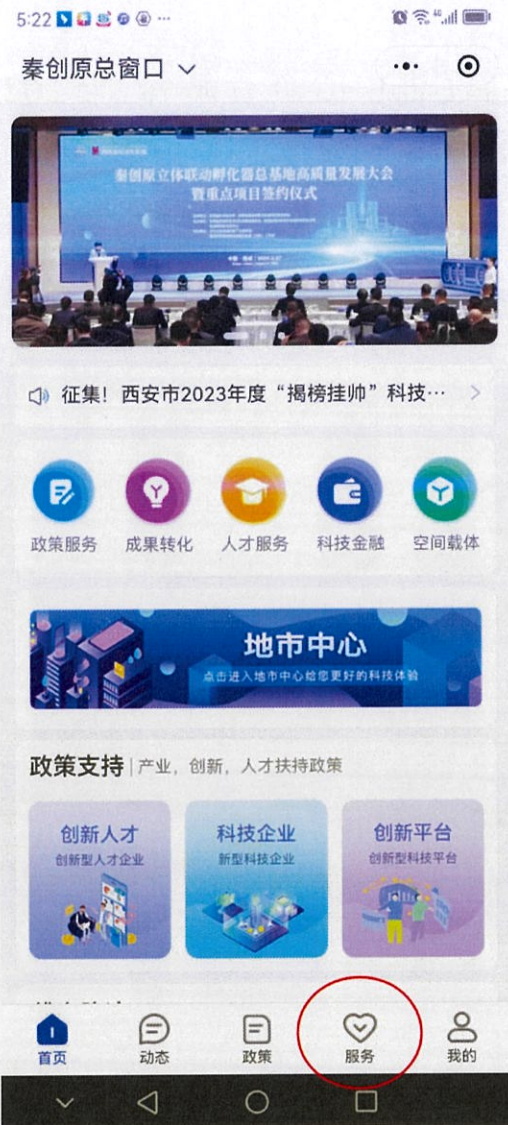 5:22
秦创原总窗口
秦创原立体联动孵化器总基地高质量发展大会
暨重点项目签约仪式
征集！西安市2023年度“揭榜挂帅”科技…
政策服务 成果转化 人才服务 科技金融 空间载体
地市中心
点击进入地市中心给您更好的科技体验
政策支持 | 产业，创新，人才扶持政策
创新人才 科技企业 创新平台
创新型人才企业 新型科技企业 创新型科技平台
首页 动态 政策 服务 我的